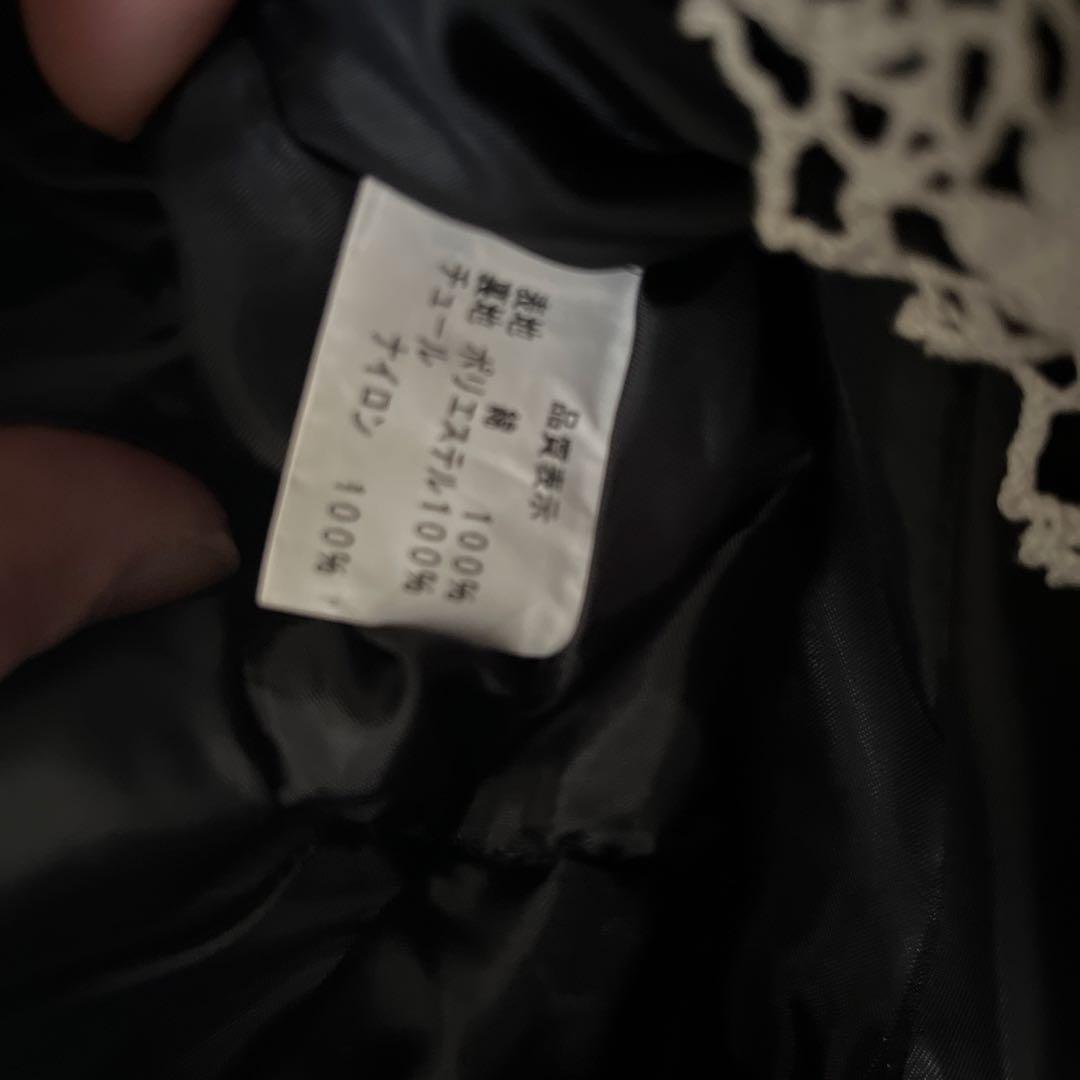 品質表示
表地 綿 100%
裏地 ポリエステル100%
チュール
ナイロン 100%